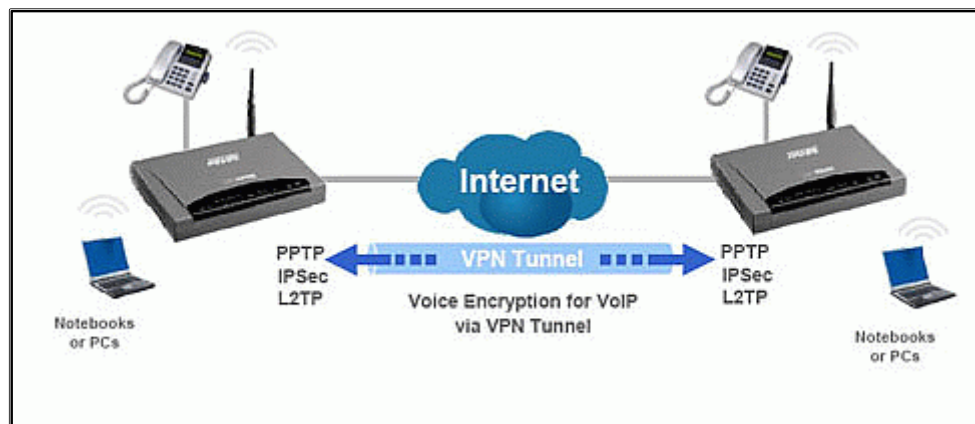 Internet
PPTP
IPSec
L2TP
VPN Tunnel
PPTP
IPSec
L2TP
Voice Encryption for VoIP
via VPN Tunnel
Notebooks
or PCs
Notebooks
or PCs